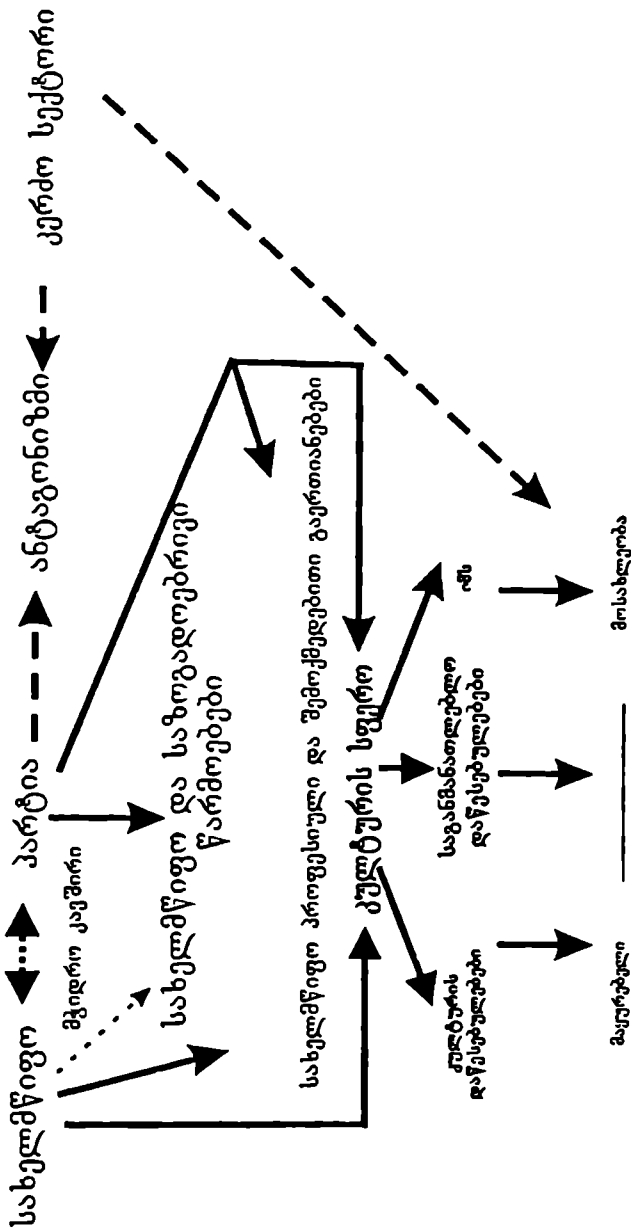 სახელმწიფო
პარტია
ანტაგონიზმი
კერძო სექტორი
მჭიდრო კავშირი
სახელმწიფო და საზოგადოებრივი
წარმოებები
სახელმწიფო პროფესიული და შემოქმედებითი გაერთიანებები
კულტურის სფერო
კულტურის
დაწესებულებები
საგანმანათლებლო
დაწესებულებები
მაყურებელი
მოსახლეობა